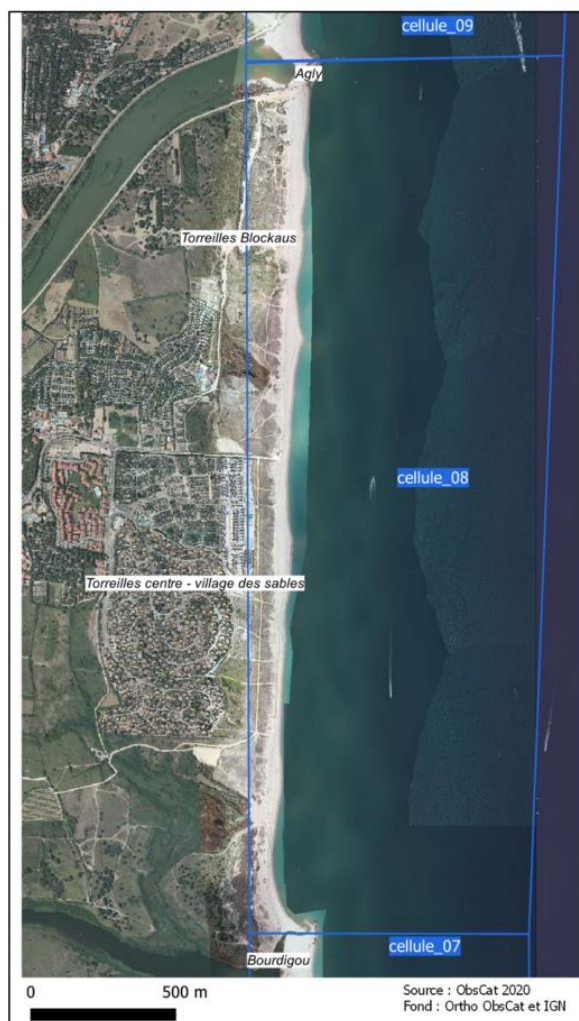 cellule_09
Agly
Torreilles Blockaus
cellule_08
Torreilles centre - village des sables
cellule_07
Bourdigou
0 500 m
Source : ObsCat 2020
Fond : Ortho ObsCat et IGN